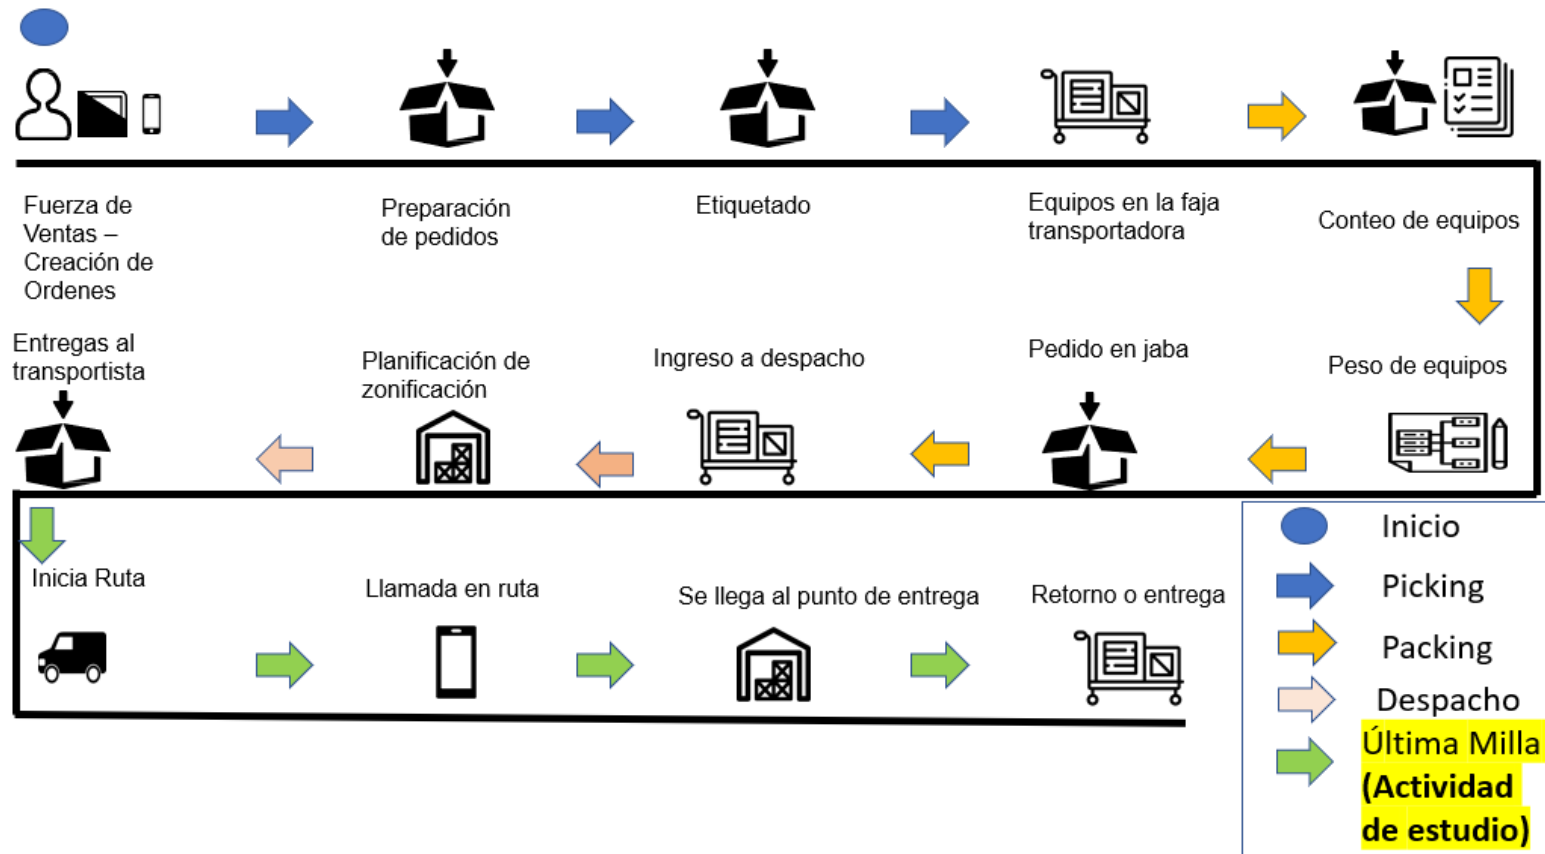 Fuerza de
Ventas –
Creación de
Ordenes
Preparación
de pedidos
Etiquetado
Equipos en la faja
transportadora
Conteo de equipos
Peso de equipos
Pedido en jaba
Ingreso a despacho
Planificación de
zonificación
Entregas al
transportista
Inicia Ruta
Llamada en ruta
Se llega al punto de entrega
Retorno o entrega
Inicio
Picking
Packing
Despacho
Última Milla
(Actividad
de estudio)